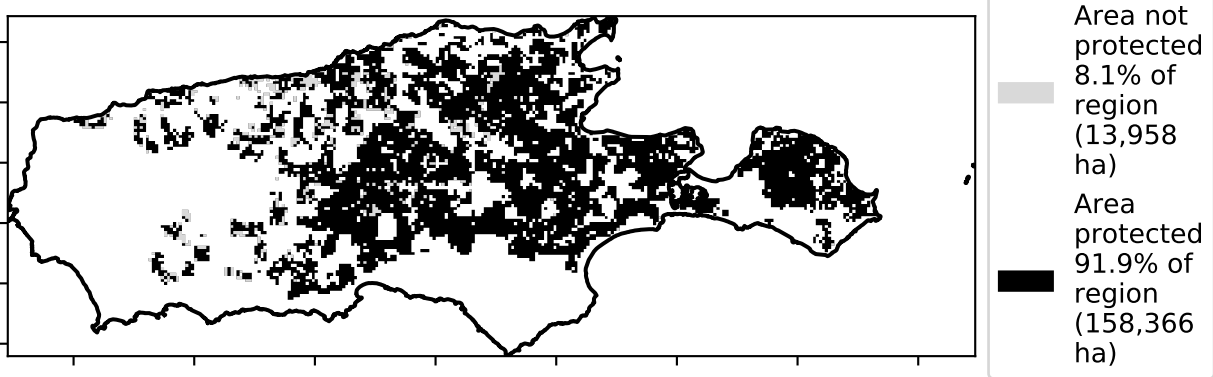 Area not
protected
8.1% of
region
(13,958
ha)
Area
protected
91.9% of
region
(158,366
ha)